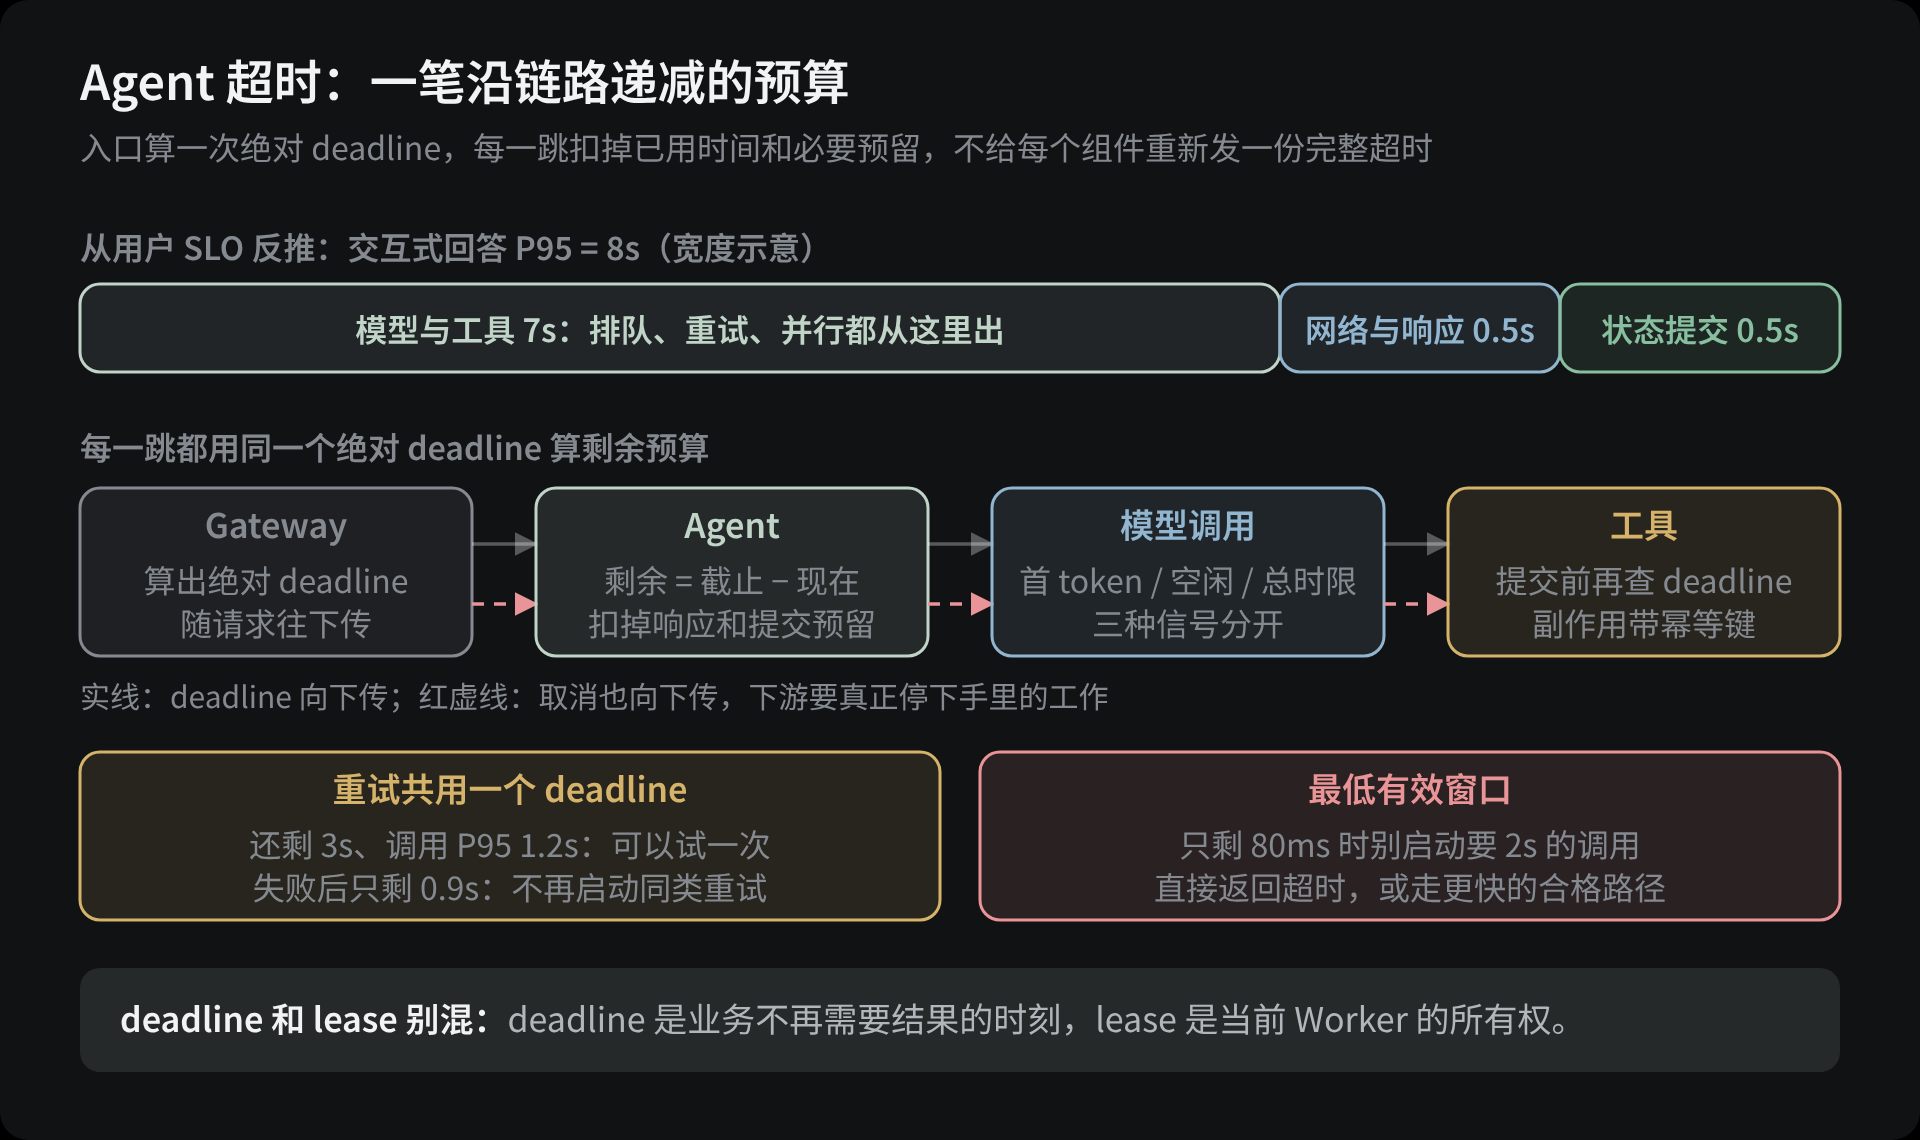 Agent 超时：一笔沿链路递减的预算
入口算一次绝对 deadline，每一跳扣掉已用时间和必要预留，不给每个组件重新发一份完整超时
从用户 SLO 反推：交互式回答 P95 = 8s（宽度示意）
模型与工具 7s：排队、重试、并行都从这里出
网络与响应 0.5s
状态提交 0.5s
每一跳都用同一个绝对 deadline 算剩余预算
Gateway
算出绝对 deadline
随请求往下传
Agent
剩余 = 截止 − 现在
扣掉响应和提交预留
模型调用
首 token / 空闲 / 总时限
三种信号分开
工具
提交前再查 deadline
副作用带幂等键
实线：deadline 向下传；红虚线：取消也向下传，下游要真正停下手里的工作
重试共用一个 deadline
还剩 3s、调用 P95 1.2s：可以试一次
失败后只剩 0.9s：不再启动同类重试
最低有效窗口
只剩 80ms 时别启动要 2s 的调用
直接返回超时，或走更快的合格路径
deadline 和 lease 别混：deadline 是业务不再需要结果的时刻，lease 是当前 Worker 的所有权。